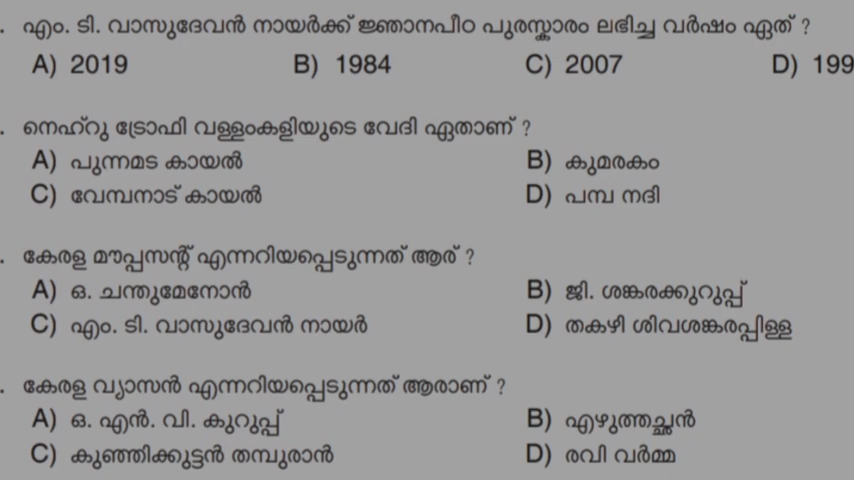 . എം. ടി. വാസുദേവൻ നായർക്ക് ജ്ഞാനപീഠ പുരസ്കാരം ലഭിച്ച വർഷം ഏത് ?
A) 2019 B) 1984 C) 2007 D) 199
. നെഹ്റു ട്രോഫി വള്ളംകളിയുടെ വേദി ഏതാണ് ?
A) പുന്നമട കായൽ B) കുമരകം
C) വേമ്പനാട് കായൽ D) പമ്പ നദി
. കേരള മൗപ്പസന്റ് എന്നറിയപ്പെടുന്നത് ആര് ?
A) ഒ. ചന്തുമേനോൻ B) ജി. ശങ്കരക്കുറുപ്പ്
C) എം. ടി. വാസുദേവൻ നായർ D) തകഴി ശിവശങ്കരപ്പിള്ള
. കേരള വ്യാസൻ എന്നറിയപ്പെടുന്നത് ആരാണ് ?
A) ഒ. എൻ. വി. കുറുപ്പ് B) എഴുത്തച്ഛൻ
C) കുഞ്ഞിക്കുട്ടൻ തമ്പുരാൻ D) രവി വർമ്മ